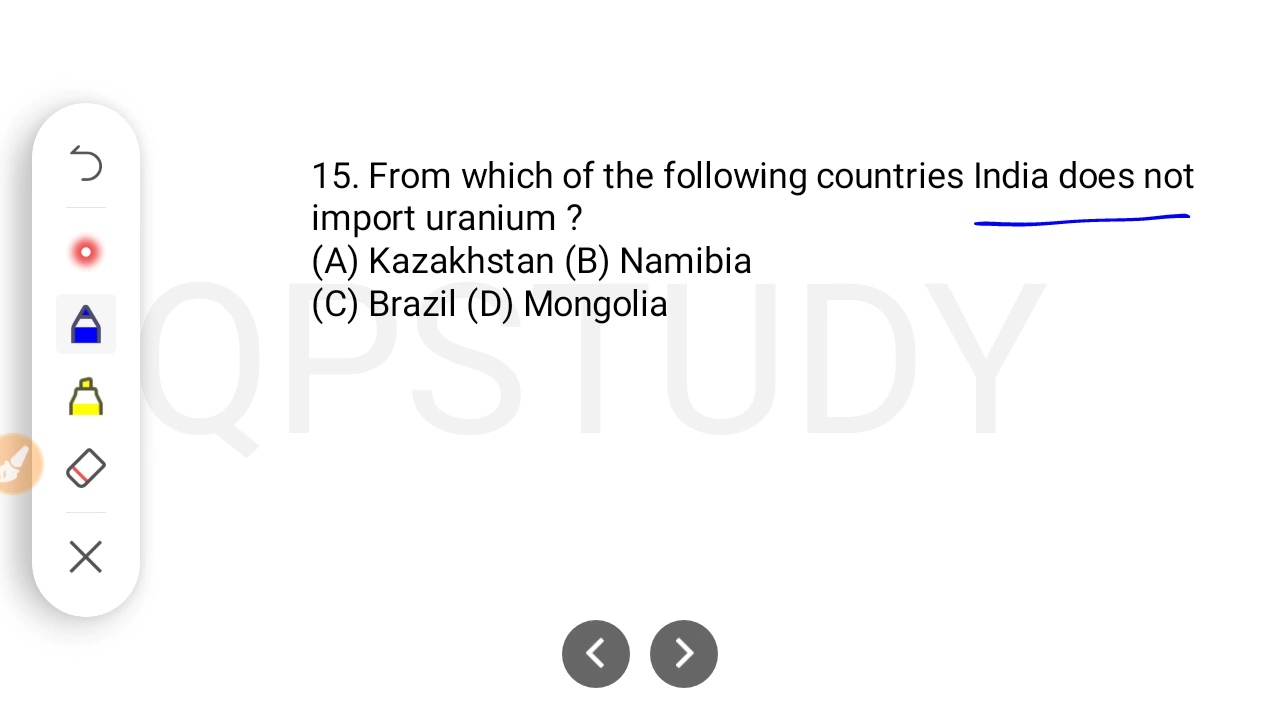 15. From which of the following countries India does not
import uranium ?
(A) Kazakhstan (B) Namibia
(C) Brazil (D) Mongolia
QPSTUDY